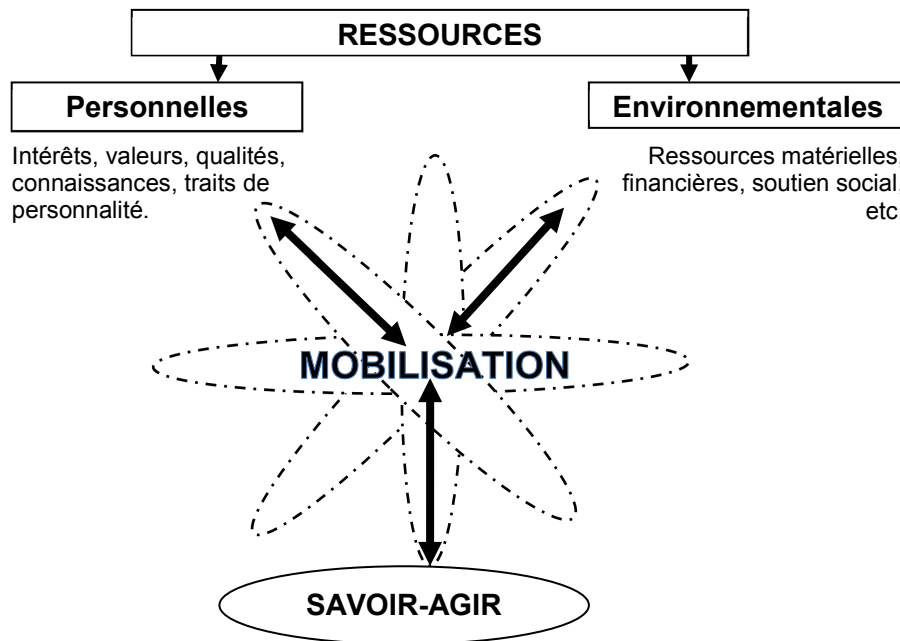 RESSOURCES
Personnelles
Environnementales
Intérêts, valeurs, qualités,
connaissances, traits de
personnalité.
Ressources matérielles,
financières, soutien social,
etc
MOBILISATION
SAVOIR-AGIR